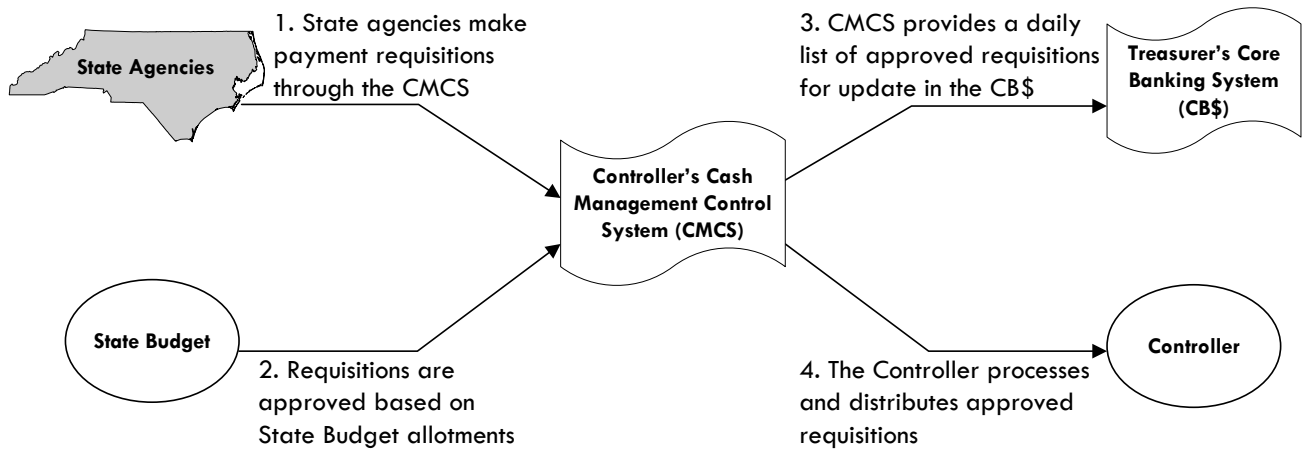 State Agencies
1. State agencies make
payment requisitions
through the CMCS
3. CMCS provides a daily
list of approved requisitions
for update in the CB$
Treasurer’s Core
Banking System
(CB$)
Controller’s Cash
Management Control
System (CMCS)
State Budget
2. Requisitions are
approved based on
State Budget allotments
4. The Controller processes
and distributes approved
requisitions
Controller